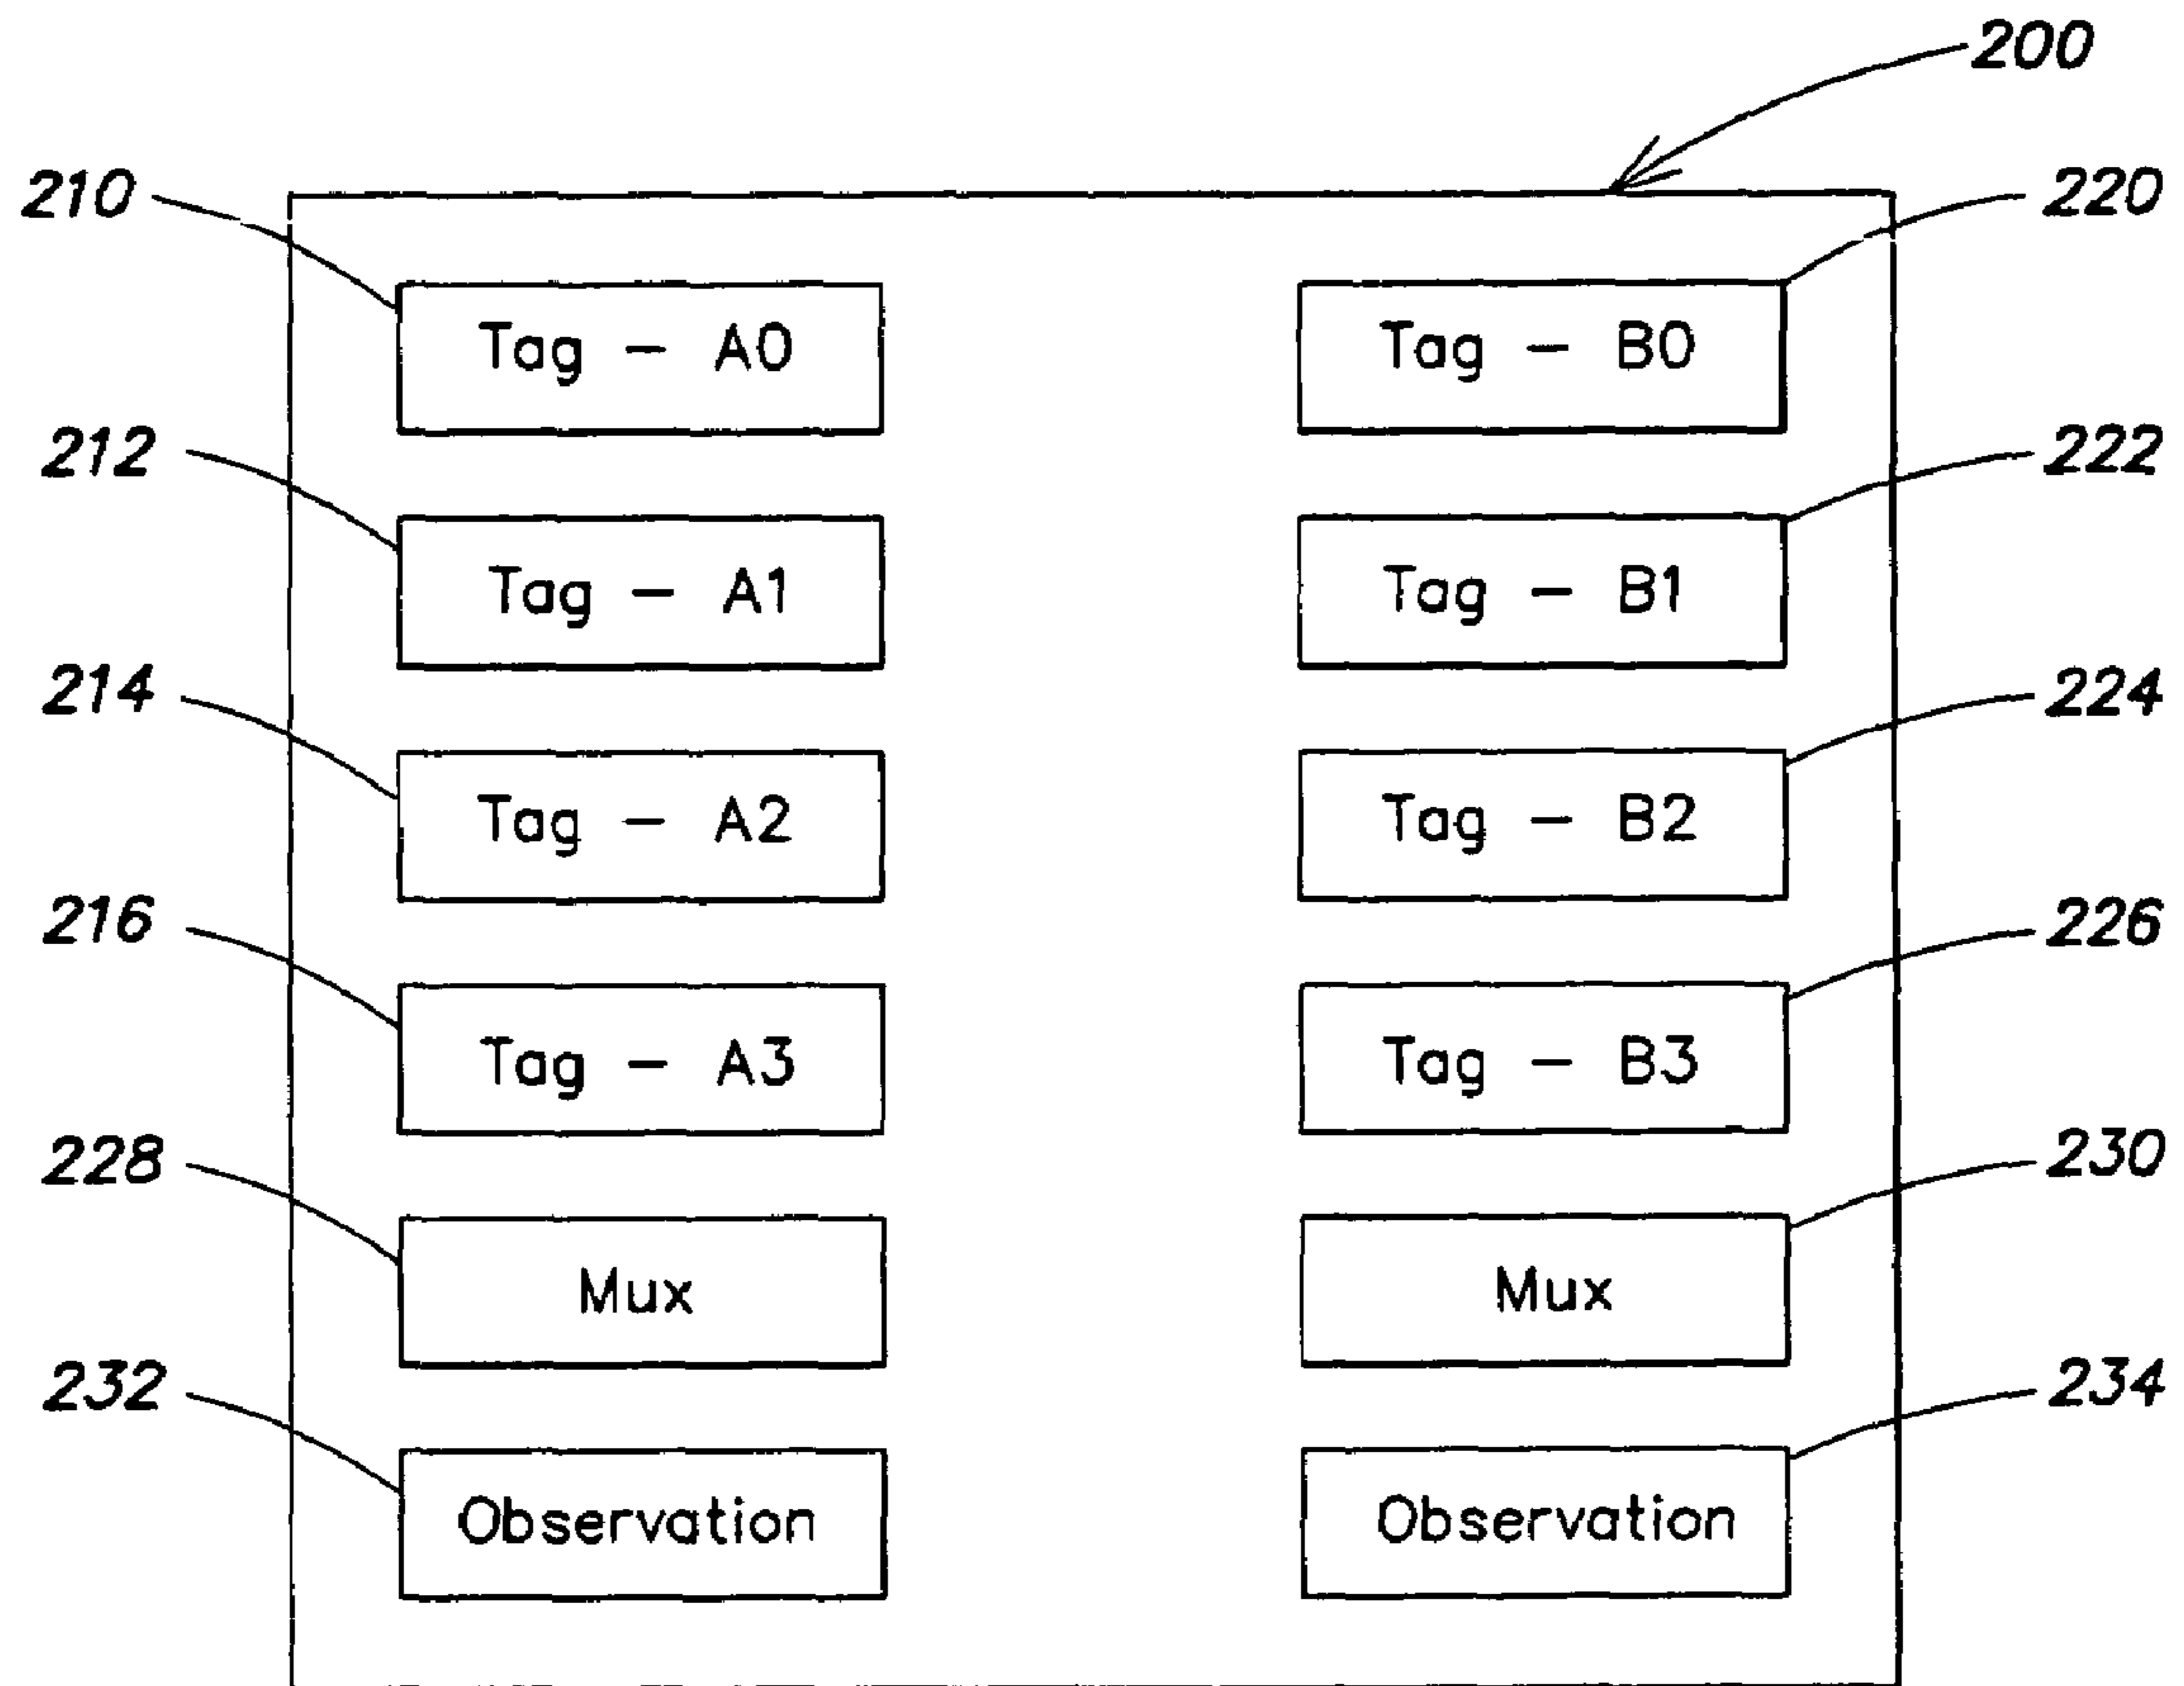 200
210 220
Tag – A0 Tag – B0
212 222
Tag – A1 Tag – B1
214 224
Tag – A2 Tag – B2
216 226
Tag – A3 Tag – B3
228 230
Mux Mux
232 234
Observation Observation